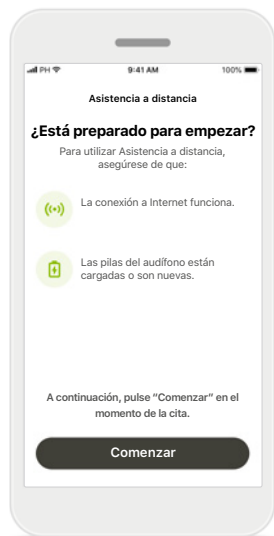 PH 9:41 AM 100%
Asistencia a distancia
¿Está preparado para empezar?
Para utilizar Asistencia a distancia,
asegúrese de que:
La conexión a Internet funciona.
Las pilas del audífono están
cargadas o son nuevas.
A continuación, pulse "Comenzar" en el
momento de la cita.
Comenzar